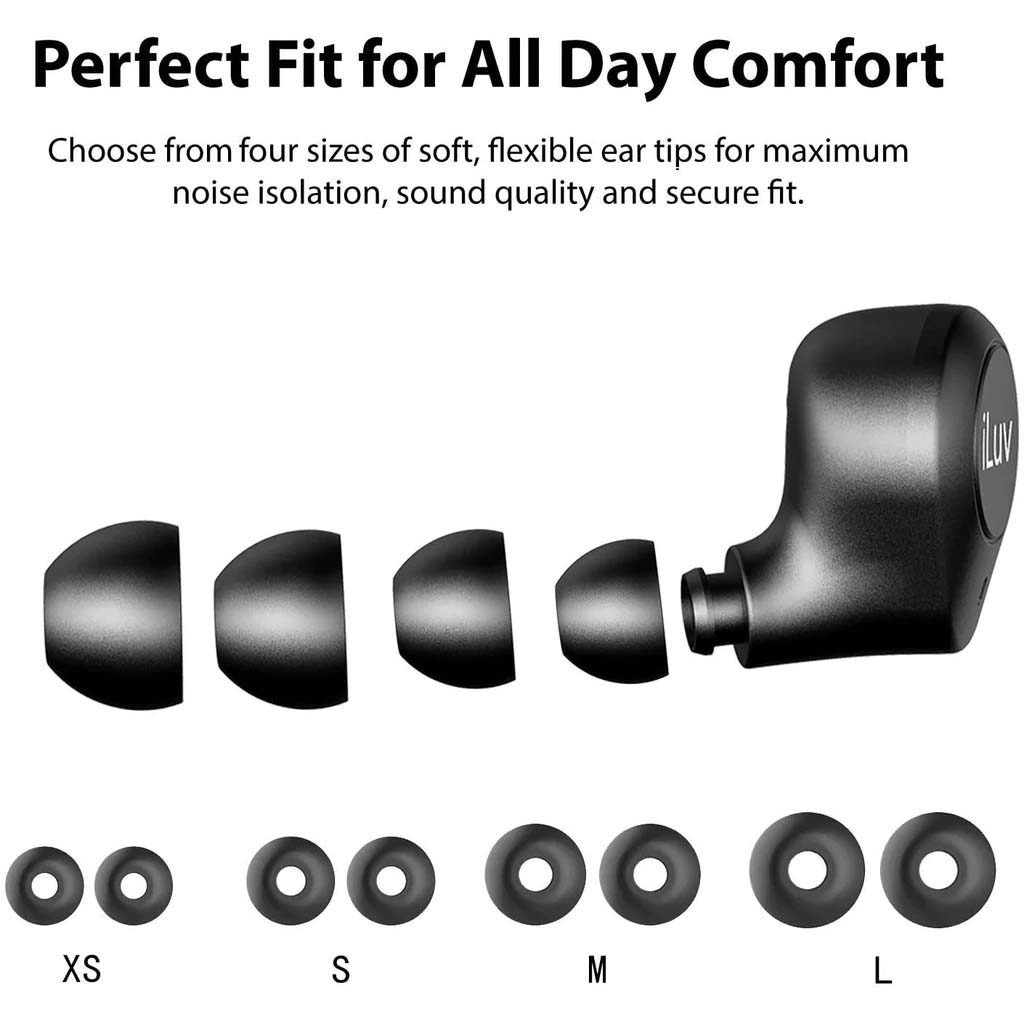 Perfect Fit for All Day Comfort
Choose from four sizes of soft, flexible ear tips for maximum
noise isolation, sound quality and secure fit.
iLuv
XS
S
M
L